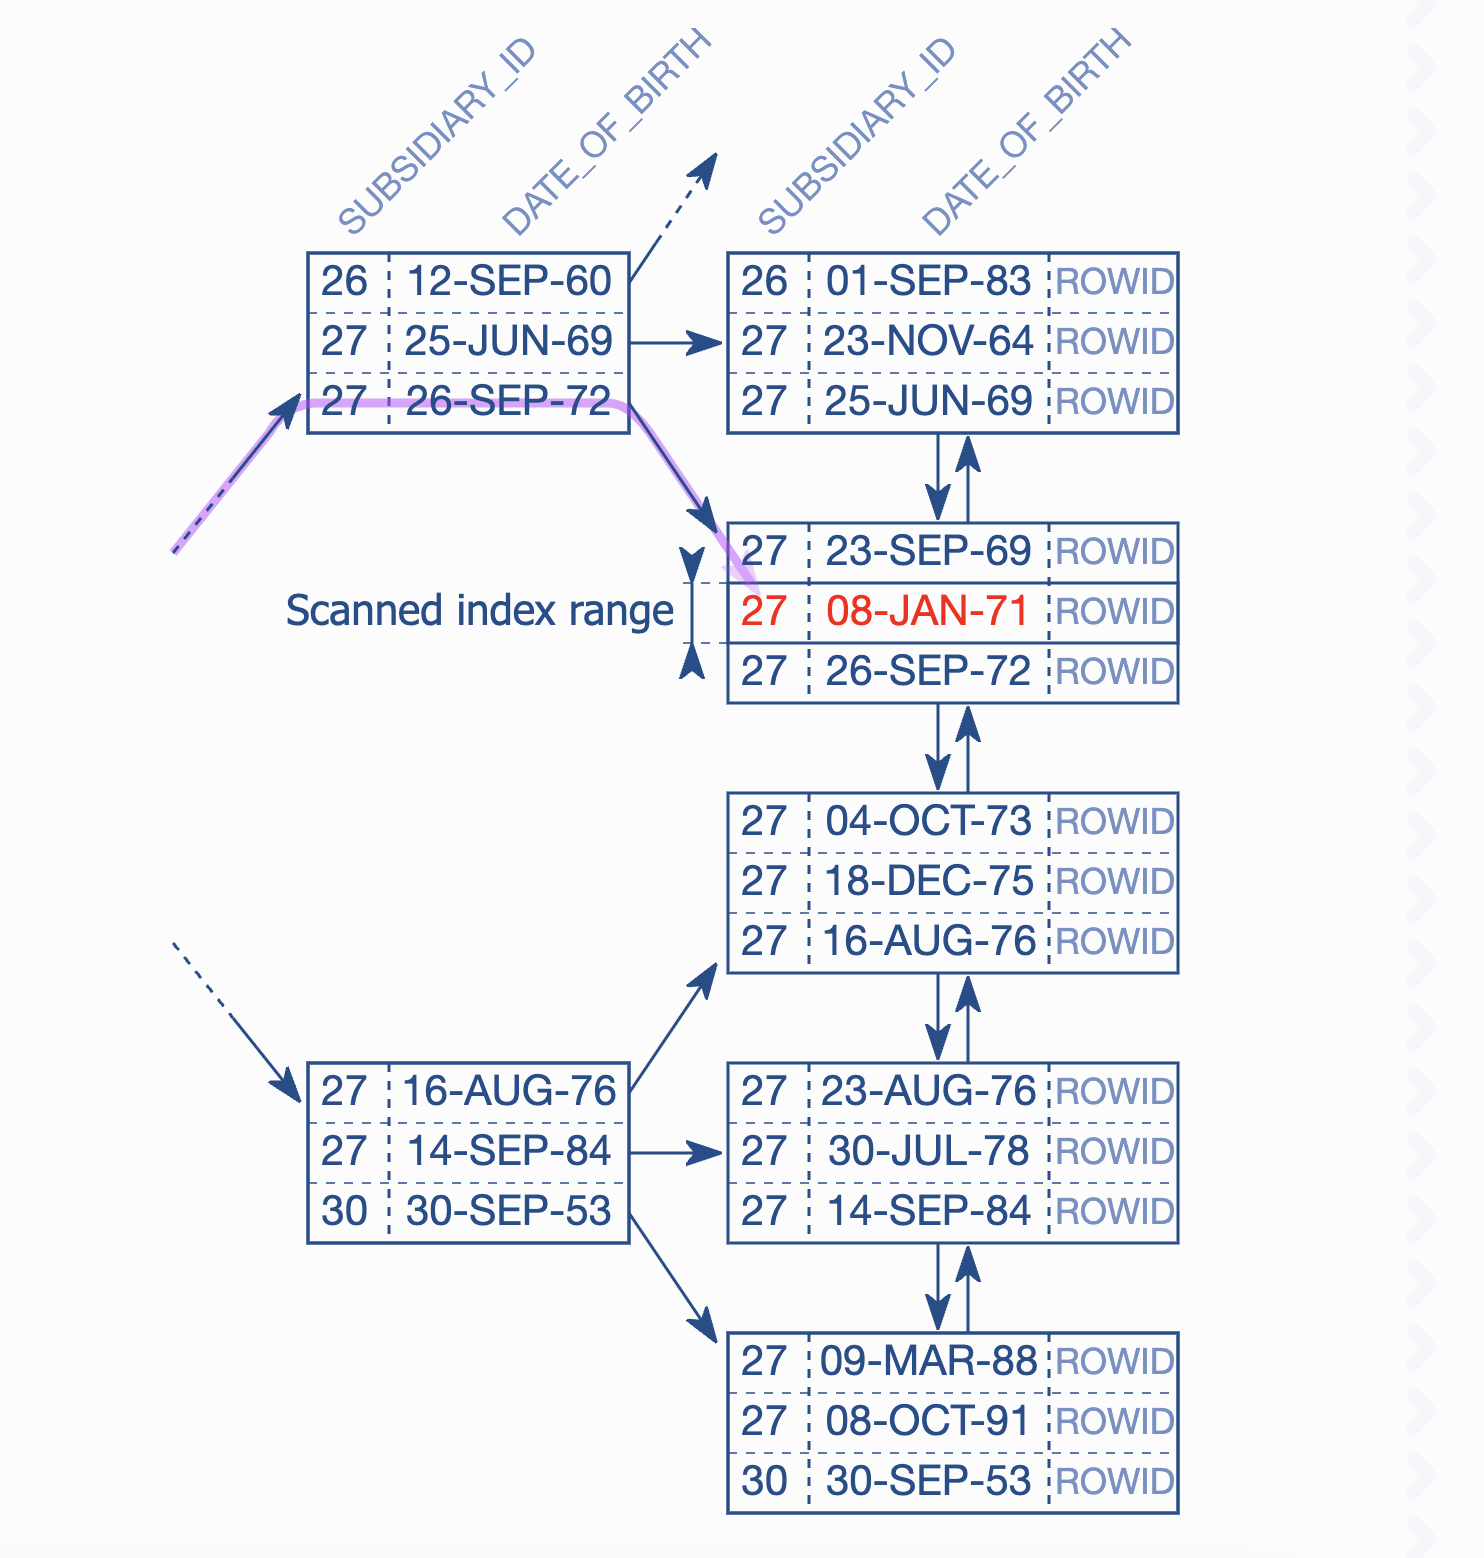 SUBSIDIARY_ID
DATE_OF_BIRTH
SUBSIDIARY_ID
DATE_OF_BIRTH
26 12-SEP-60
27 25-JUN-69
27 26-SEP-72
26 01-SEP-83 ROWID
27 23-NOV-64 ROWID
27 25-JUN-69 ROWID
27 23-SEP-69 ROWID
Scanned index range
27 08-JAN-71 ROWID
27 26-SEP-72 ROWID
27 04-OCT-73 ROWID
27 18-DEC-75 ROWID
27 16-AUG-76 ROWID
27 16-AUG-76
27 14-SEP-84
30 30-SEP-53
27 23-AUG-76 ROWID
27 30-JUL-78 ROWID
27 14-SEP-84 ROWID
27 09-MAR-88 ROWID
27 08-OCT-91 ROWID
30 30-SEP-53 ROWID